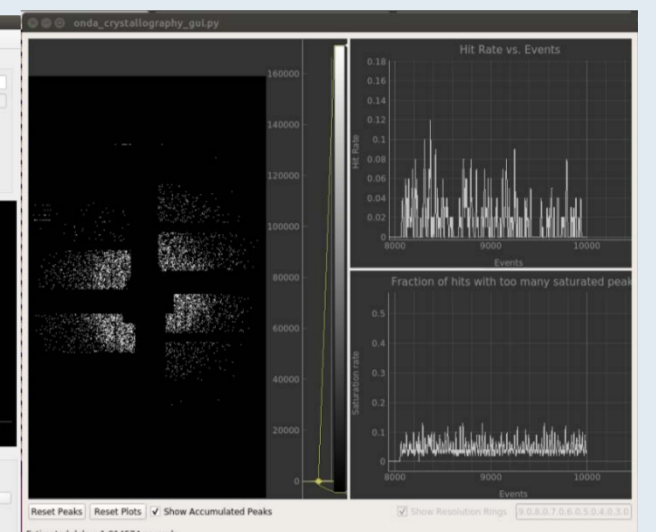 onda_crystallography_gui.py
160000
140000
120000
100000
80000
60000
40000
20000
0
Hit Rate vs. Events
0.18
0.16
0.14
0.12
0.1
0.08
0.06
0.04
0.02
0
Hit Rate
8000 9000 10000
Events
Fraction of hits with too many saturated peak
0.5
0.4
0.3
0.2
0.1
0
Saturation rate
8000 9000 10000
Events
Reset Peaks Reset Plots Show Accumulated Peaks
Show Resolution Rings